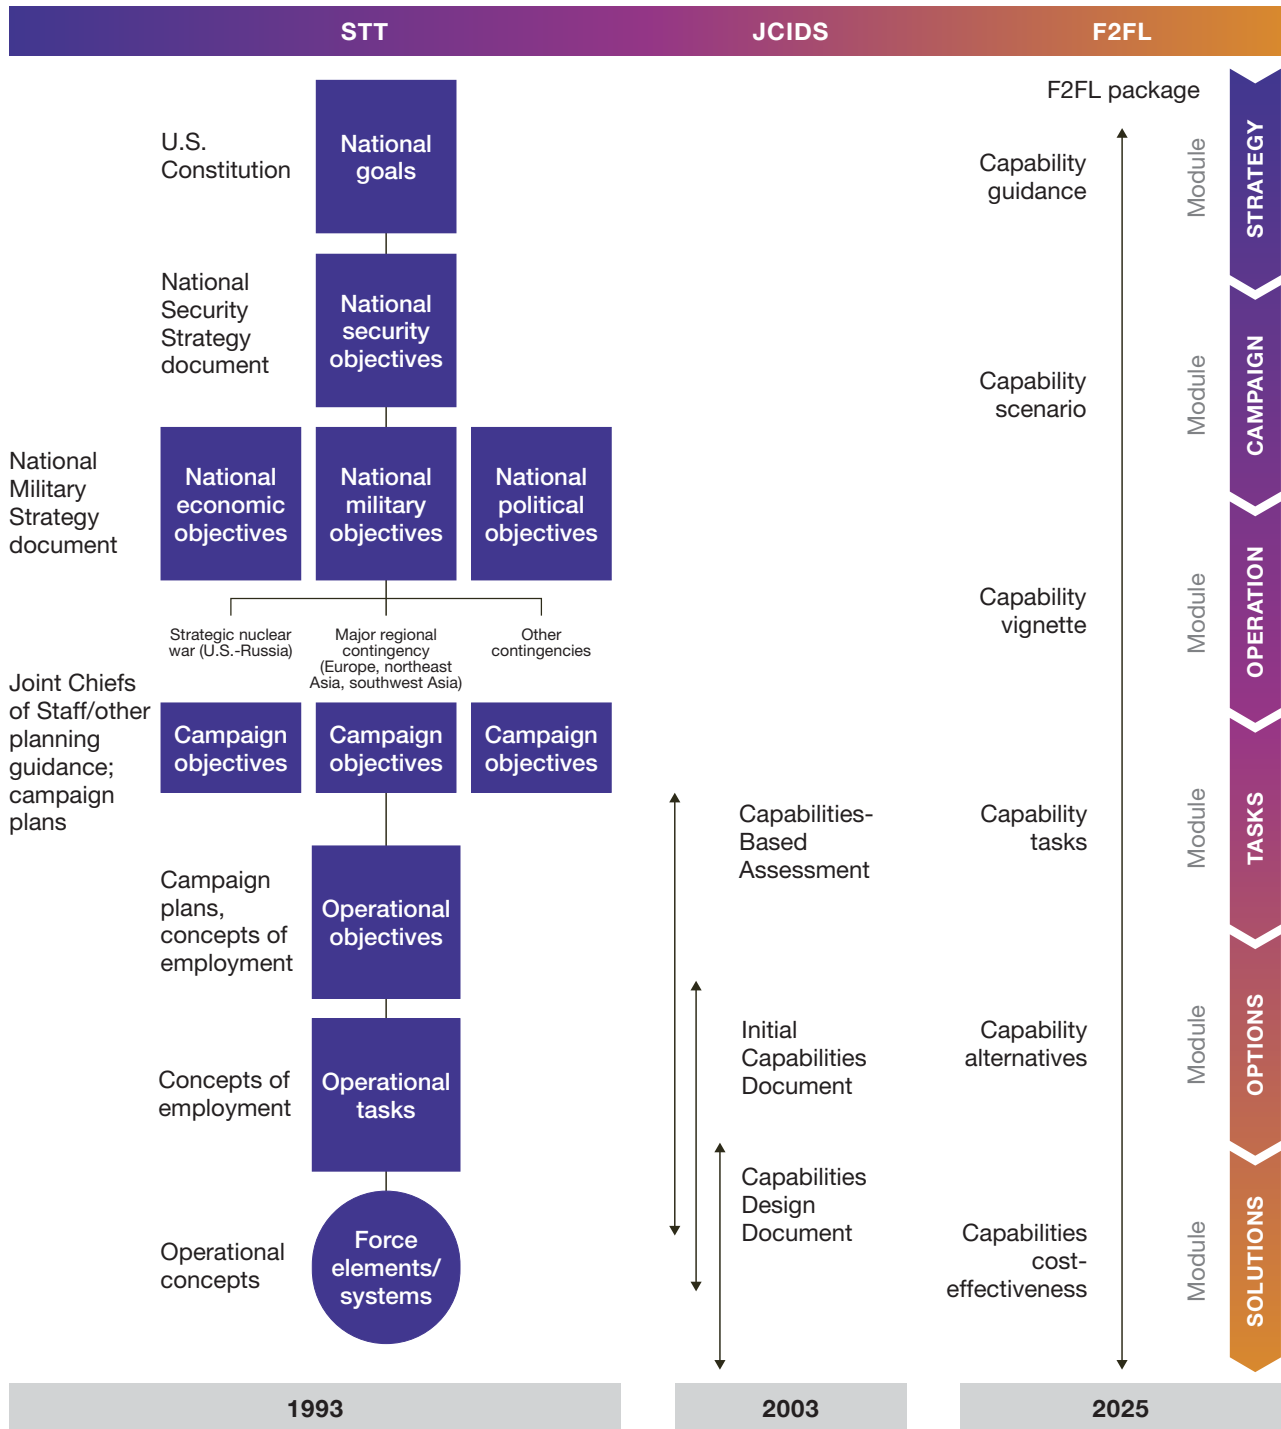 STT
JCIDS
F2FL
U.S.
Constitution
National
goals
National
Security
Strategy
document
National
security
objectives
National
Military
Strategy
document
National
economic
objectives
National
military
objectives
National
political
objectives
Strategic nuclear
war (U.S.-Russia)
Major regional
contingency
(Europe, northeast
Asia, southwest Asia)
Other
contingencies
Joint Chiefs
of Staff/other
planning
guidance;
campaign
plans
Campaign
objectives
Campaign
objectives
Campaign
objectives
Campaign
plans,
concepts of
employment
Operational
objectives
Concepts of
employment
Operational
tasks
Operational
concepts
Force
elements/
systems
Capabilities-
Based
Assessment
Initial
Capabilities
Document
Capabilities
Design
Document
F2FL package
Capability
guidance
Module
STRATEGY
Capability
scenario
Module
CAMPAIGN
Capability
vignette
Module
OPERATION
Capability
tasks
Module
TASKS
Capability
alternatives
Module
OPTIONS
Capabilities
cost-
effectiveness
Module
SOLUTIONS
1993
2003
2025